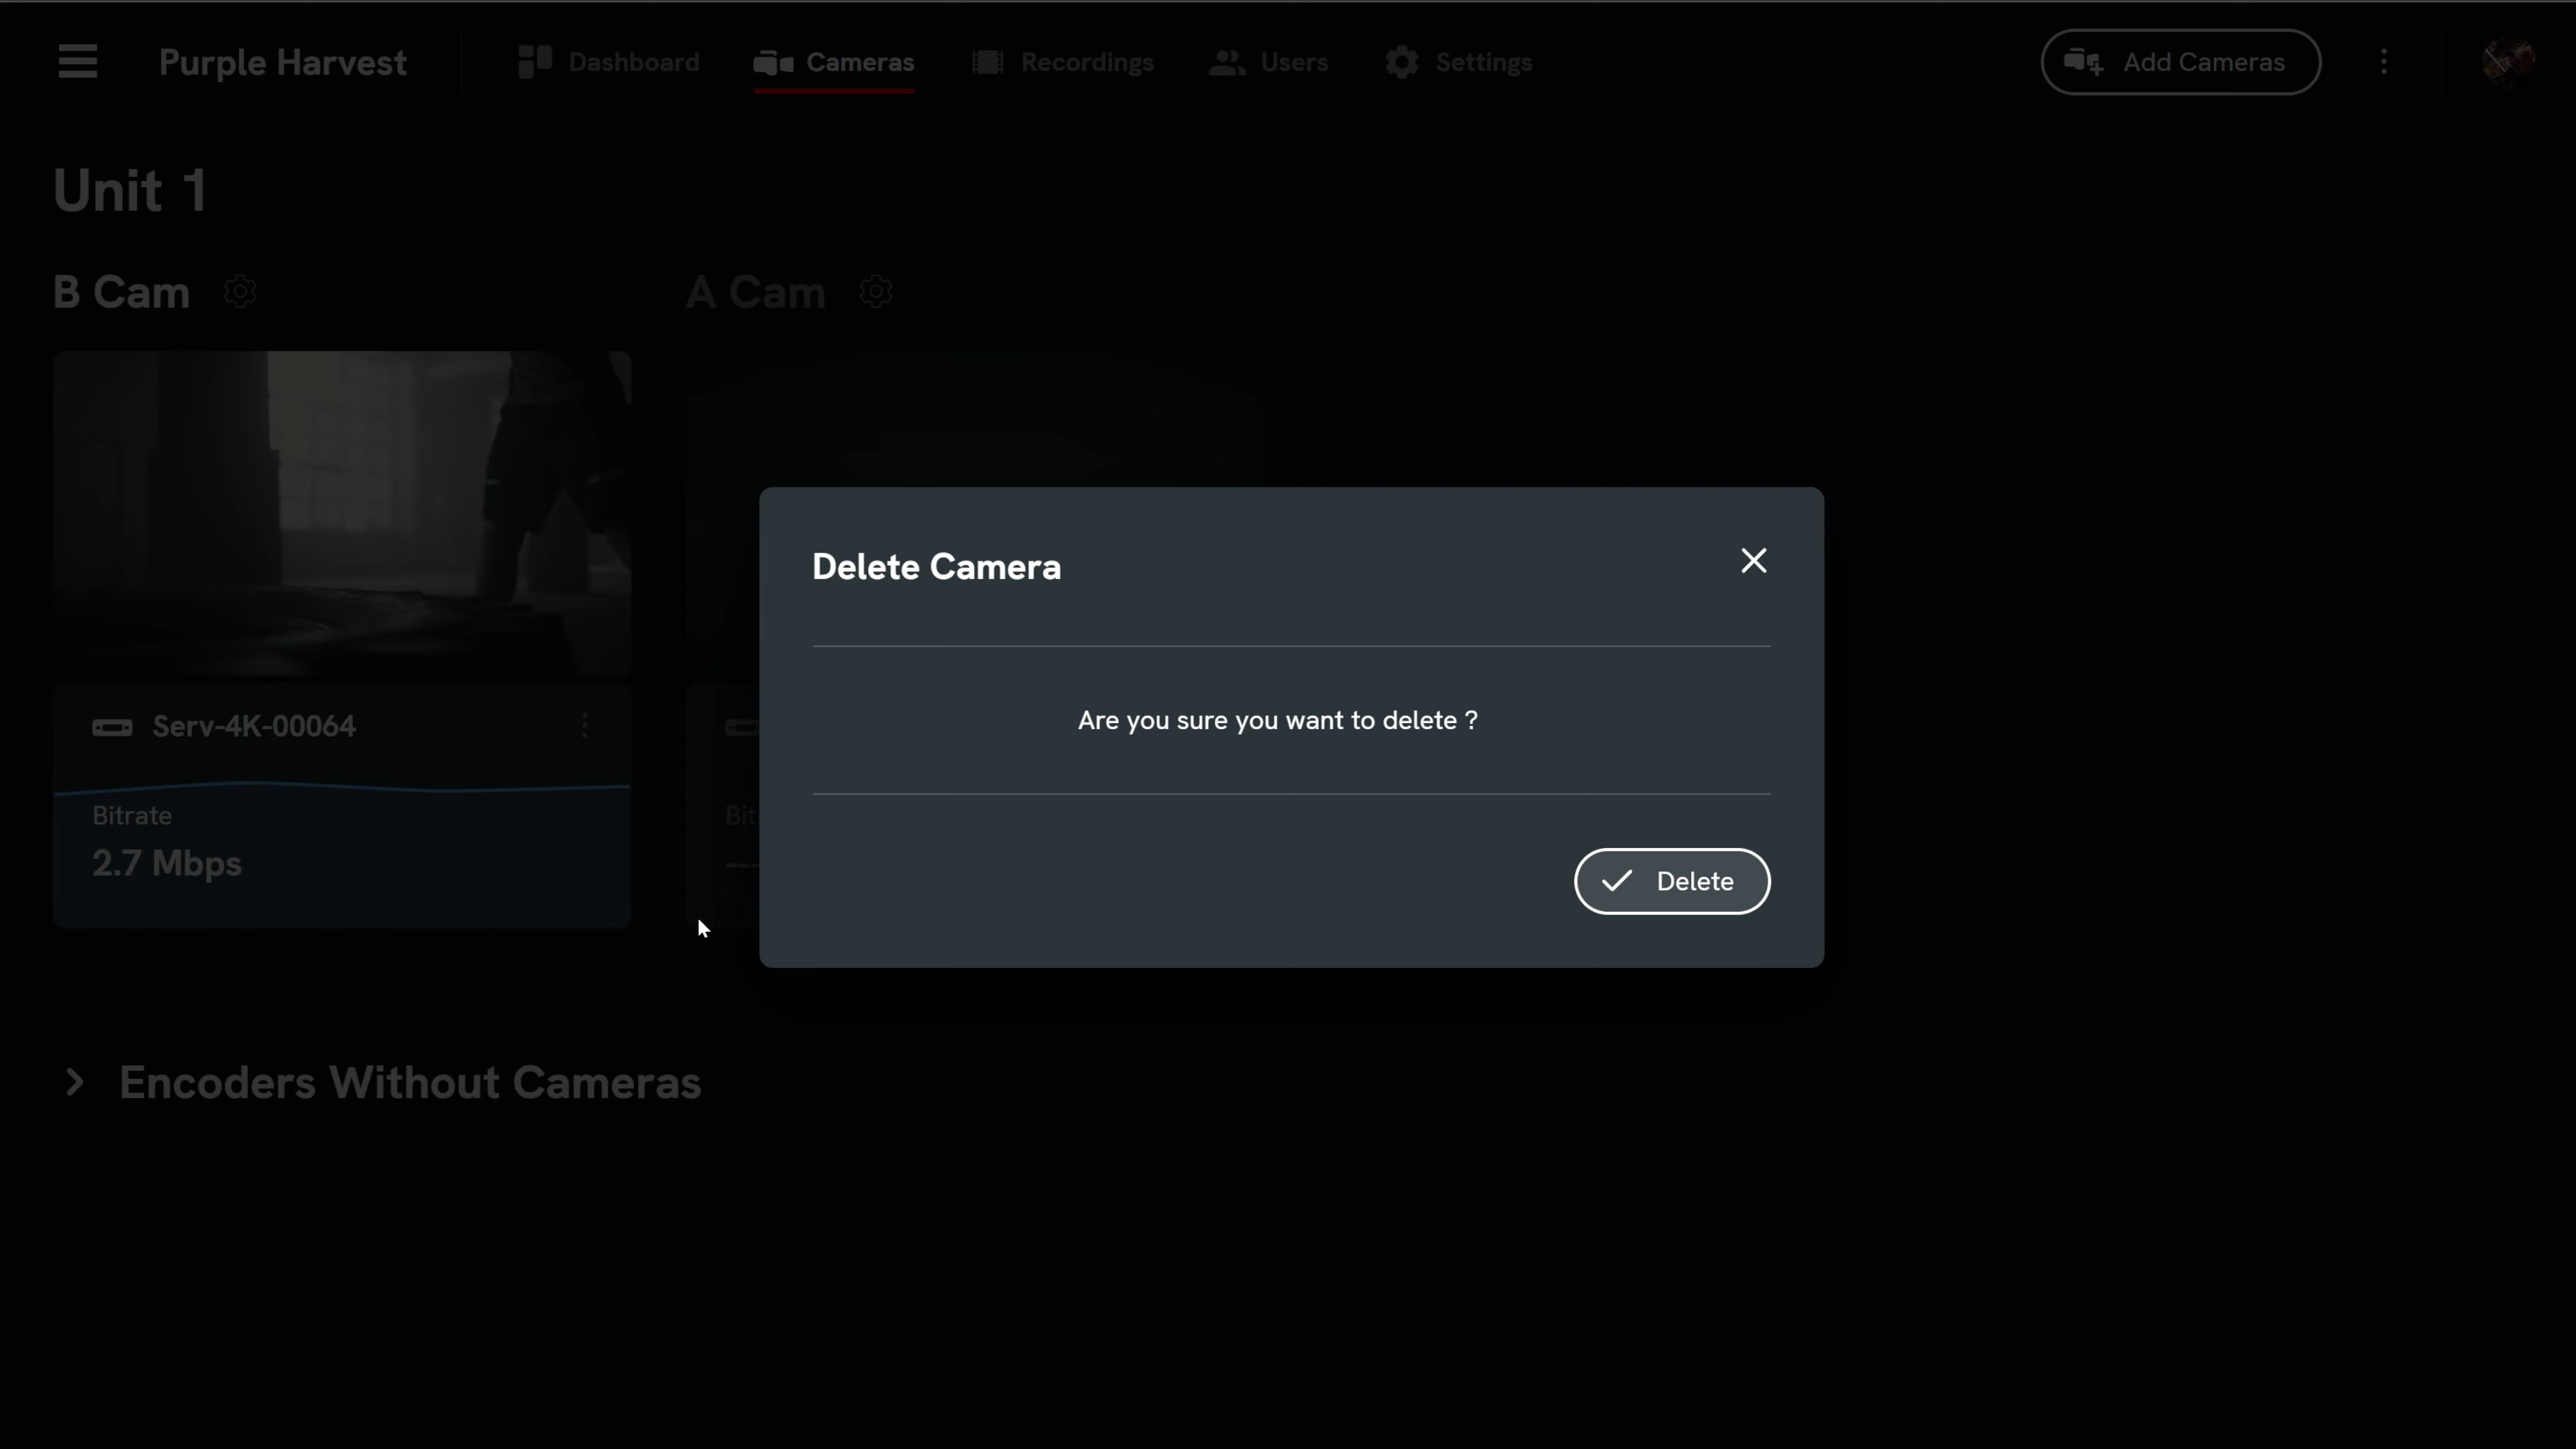 Purple Harvest
Dashboard
Cameras
Recordings
Users
Settings
Add Cameras
Unit 1
B Cam
A Cam
Delete Camera
Are you sure you want to delete ?
Delete
Serv-4K-00064
Bitrate
2.7 Mbps
Bit
---
Encoders Without Cameras